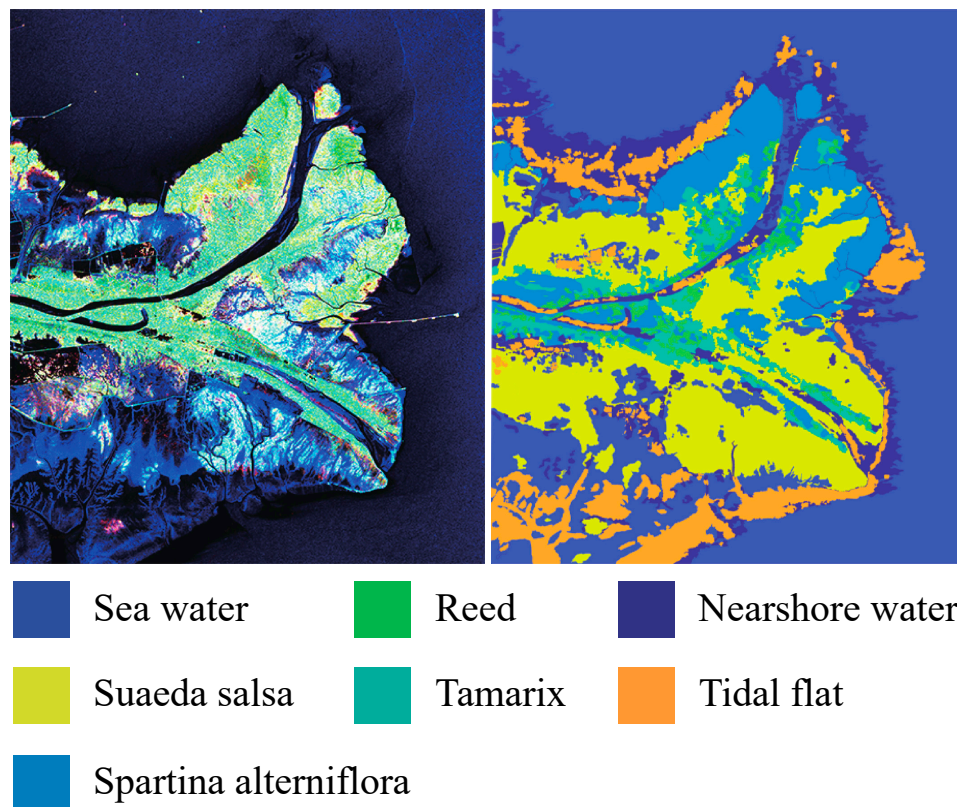 Sea water
Reed
Nearshore water
Suaeda salsa
Tamarix
Tidal flat
Spartina alterniflora